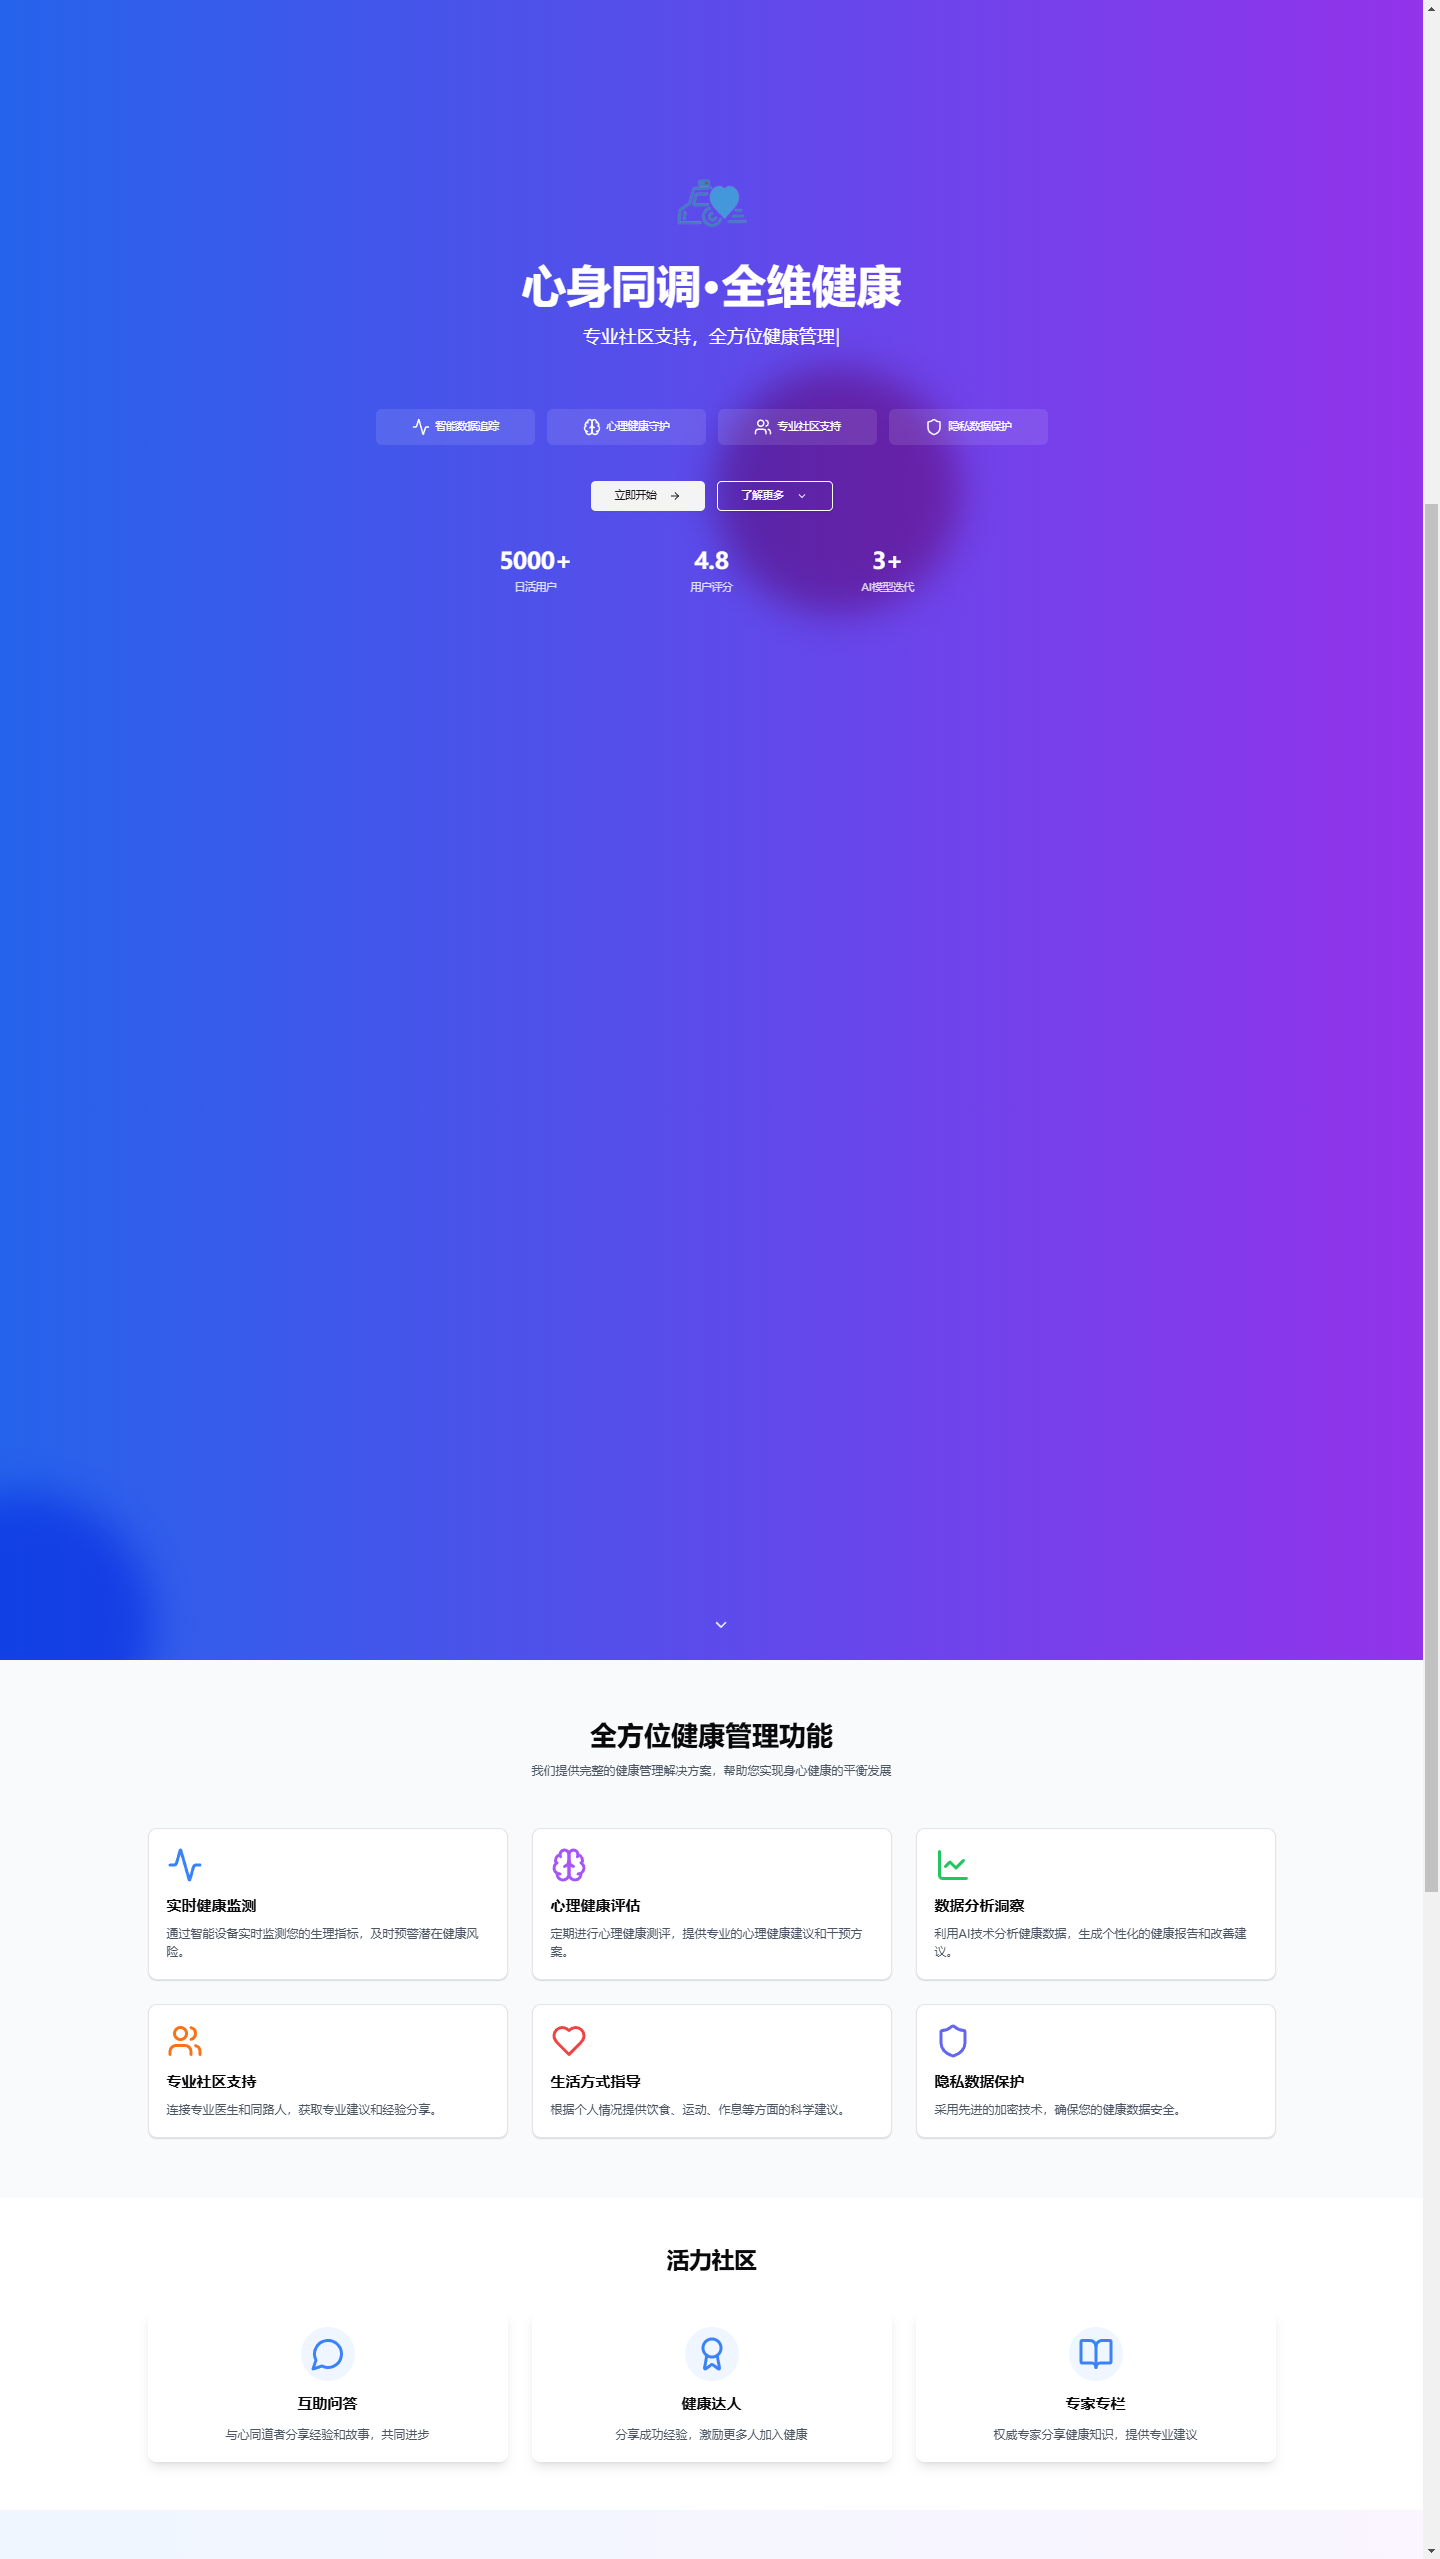 心身同调·全维健康
专业社区支持，全方位健康管理|
智能数据追踪
心理健康守护
专业社区支持
隐私数据保护
立即开始
了解更多
5000+
4.8
3+
日活用户
用户评分
AI模型迭代
全方位健康管理功能
我们提供完整的健康管理解决方案，帮助您实现身心健康的平衡发展
实时健康监测
通过智能设备实时监测您的生理指标，及时预警潜在健康风
险。
心理健康评估
定期进行心理健康测评，提供专业的心理健康建议和干预方
案。
数据分析洞察
利用AI技术分析健康数据，生成个性化的健康报告和改善建
议。
专业社区支持
连接专业医生和同路人，获取专业建议和经验分享。
生活方式指导
根据个人情况提供饮食、运动、作息等方面的科学建议。
隐私数据保护
采用先进的加密技术，确保您的健康数据安全。
活力社区
互助问答
与心同道者分享经验和故事，共同进步
健康达人
分享成功经验，激励更多人加入健康
专家专栏
权威专家分享健康知识，提供专业建议